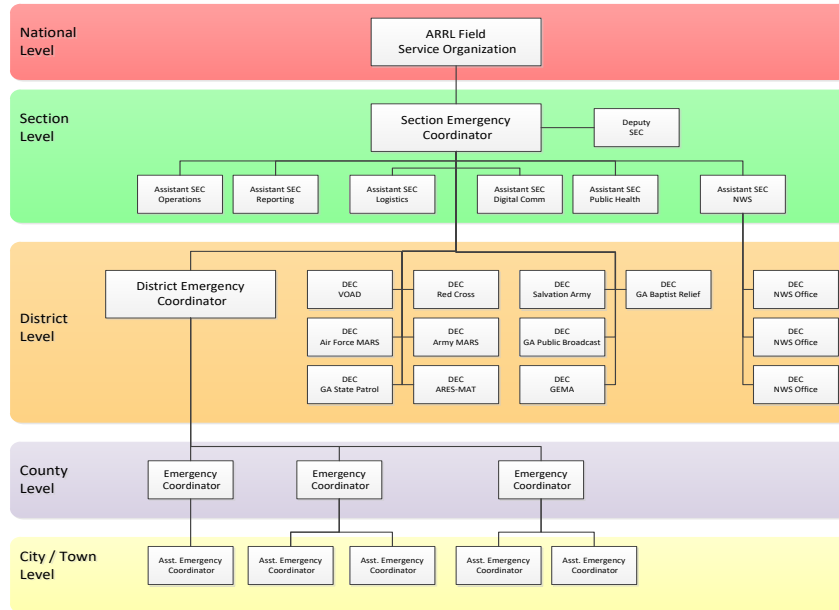 National
Level
ARRL Field
Service Organization
Section
Level
Section Emergency
Coordinator
Deputy
SEC
Assistant SEC
Operations
Assistant SEC
Reporting
Assistant SEC
Logistics
Assistant SEC
Digital Comm
Assistant SEC
Public Health
Assistant SEC
NWS
District
Level
District Emergency
Coordinator
DEC
VOAD
DEC
Red Cross
DEC
Salvation Army
DEC
GA Baptist Relief
DEC
NWS Office
DEC
Air Force MARS
DEC
Army MARS
DEC
GA Public Broadcast
DEC
NWS Office
DEC
GA State Patrol
DEC
ARES-MAT
DEC
GEMA
DEC
NWS Office
County
Level
Emergency
Coordinator
Emergency
Coordinator
Emergency
Coordinator
City / Town
Level
Asst. Emergency
Coordinator
Asst. Emergency
Coordinator
Asst. Emergency
Coordinator
Asst. Emergency
Coordinator
Asst. Emergency
Coordinator